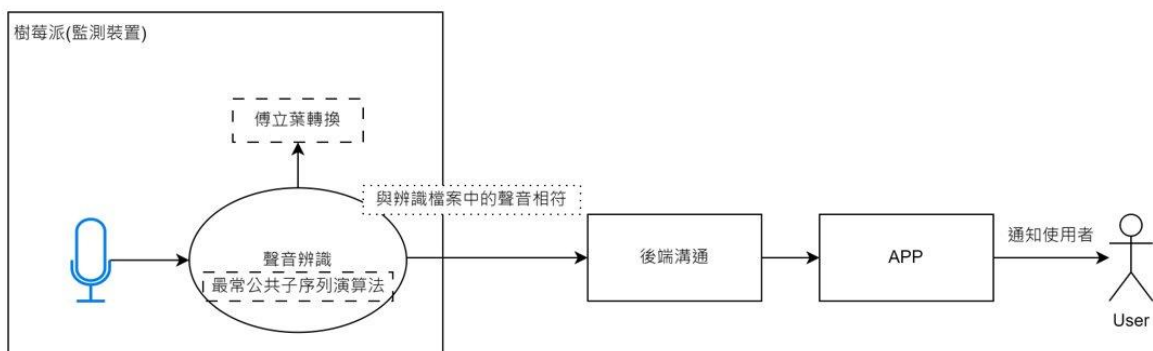 樹莓派(監測裝置)
傅立葉轉換
與辨識檔案中的聲音相符
聲音辨識
最常公共子序列演算法
後端溝通
APP
通知使用者
User